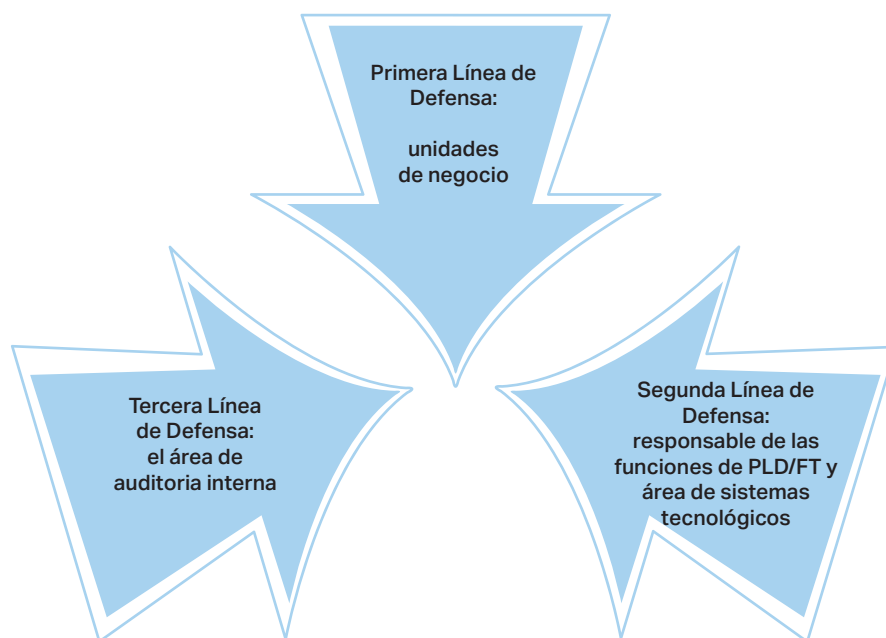 Primera Línea de
Defensa:
unidades
de negocio
Tercera Línea
de Defensa:
el área de
auditoria interna
Segunda Línea de
Defensa:
responsable de las
funciones de PLD/FT y
área de sistemas
tecnológicos